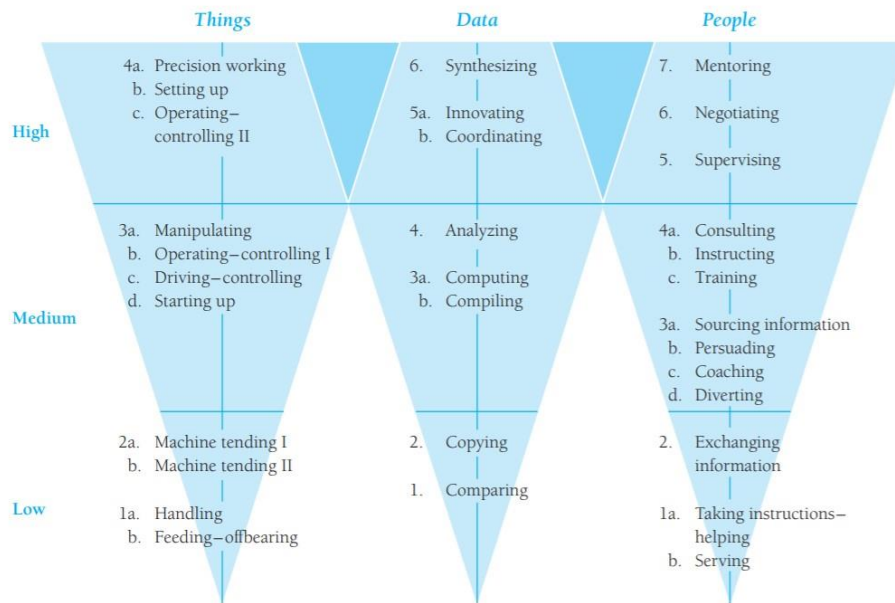 Things
Data
People
High
4a. Precision working
b. Setting up
c. Operating–
controlling II
6. Synthesizing
5a. Innovating
b. Coordinating
7. Mentoring
6. Negotiating
5. Supervising
Medium
3a. Manipulating
b. Operating–controlling I
c. Driving–controlling
d. Starting up
4. Analyzing
3a. Computing
b. Compiling
4a. Consulting
b. Instructing
c. Training
3a. Sourcing information
b. Persuading
c. Coaching
d. Diverting
Low
2a. Machine tending I
b. Machine tending II
1a. Handling
b. Feeding–offbearing
2. Copying
1. Comparing
2. Exchanging
information
1a. Taking instructions–
helping
b. Serving